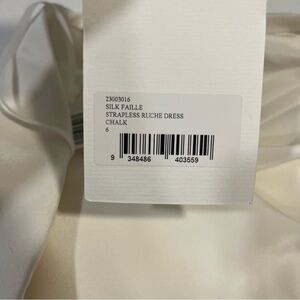 23003016
SILK FAILLE
STRAPLESS RUCHE DRESS
CHALK
6
9 348486 403559